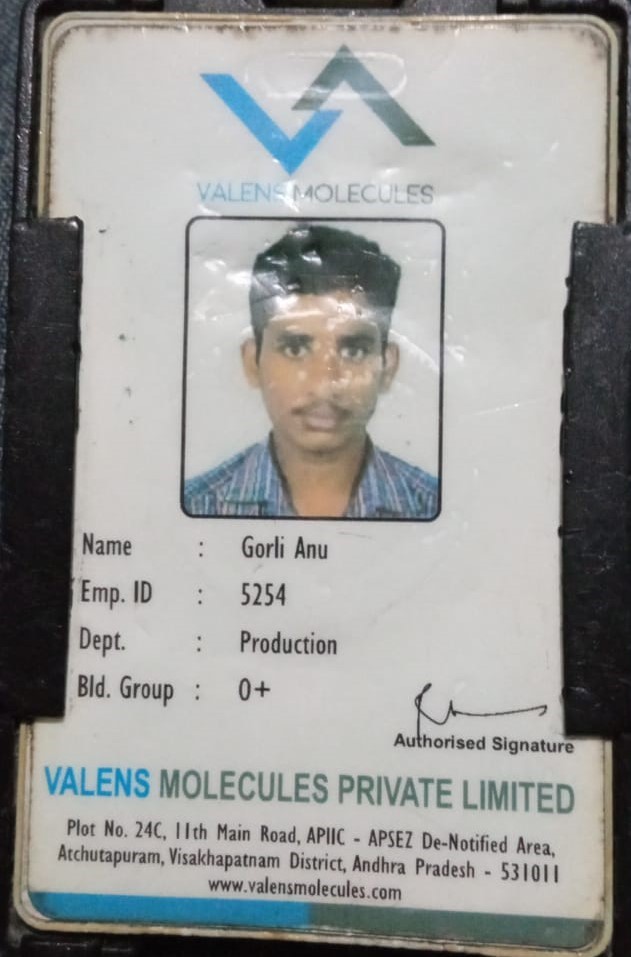 VALENS MOLECULES
Name : Gorli Anu
Emp. ID : 5254
Dept. : Production
Bld. Group : O+
Authorised Signature
VALENS MOLECULES PRIVATE LIMITED
Plot No. 24C, 11th Main Road, APIIC - APSEZ De-Notified Area,
Atchutapuram, Visakhapatnam District, Andhra Pradesh - 531011
www.valensmolecules.com